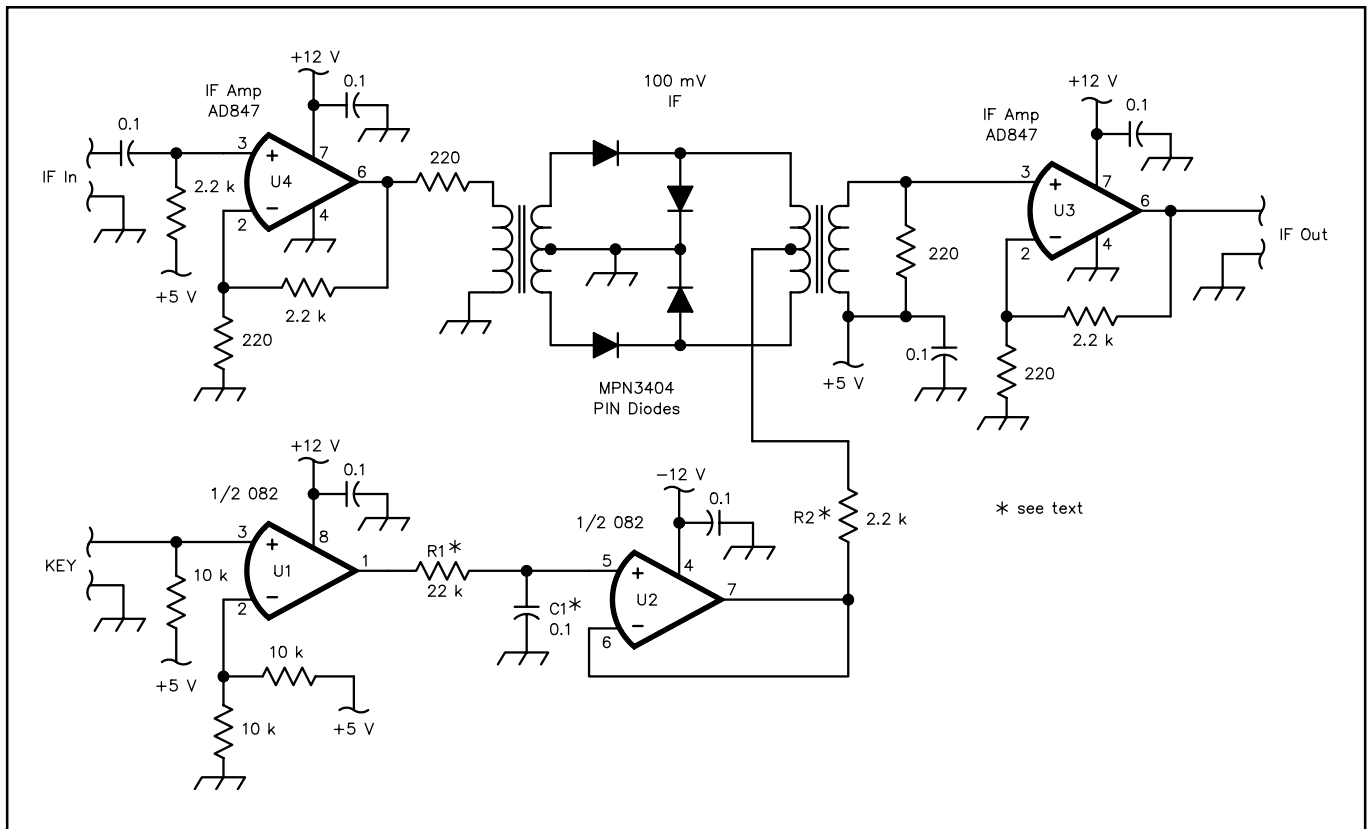 +12 V
0.1
IF Amp
AD847
100 mV
IF
+12 V
0.1
IF Amp
AD847
0.1
IF In
3
+
U4
−
2
7
6
4
220
2.2 k
+5 V
2.2 k
220
3
+
U3
−
2
7
6
4
IF Out
220
2.2 k
0.1
+5 V
220
MPN3404
PIN Diodes
+12 V
0.1
1/2 082
3
+
U1
−
2
8
1
KEY
10 k
+5 V
10 k
10 k
+5 V
R1*
22 k
C1*
0.1
-12 V
0.1
1/2 082
5
+
U2
−
6
4
7
R2*
2.2 k
* see text